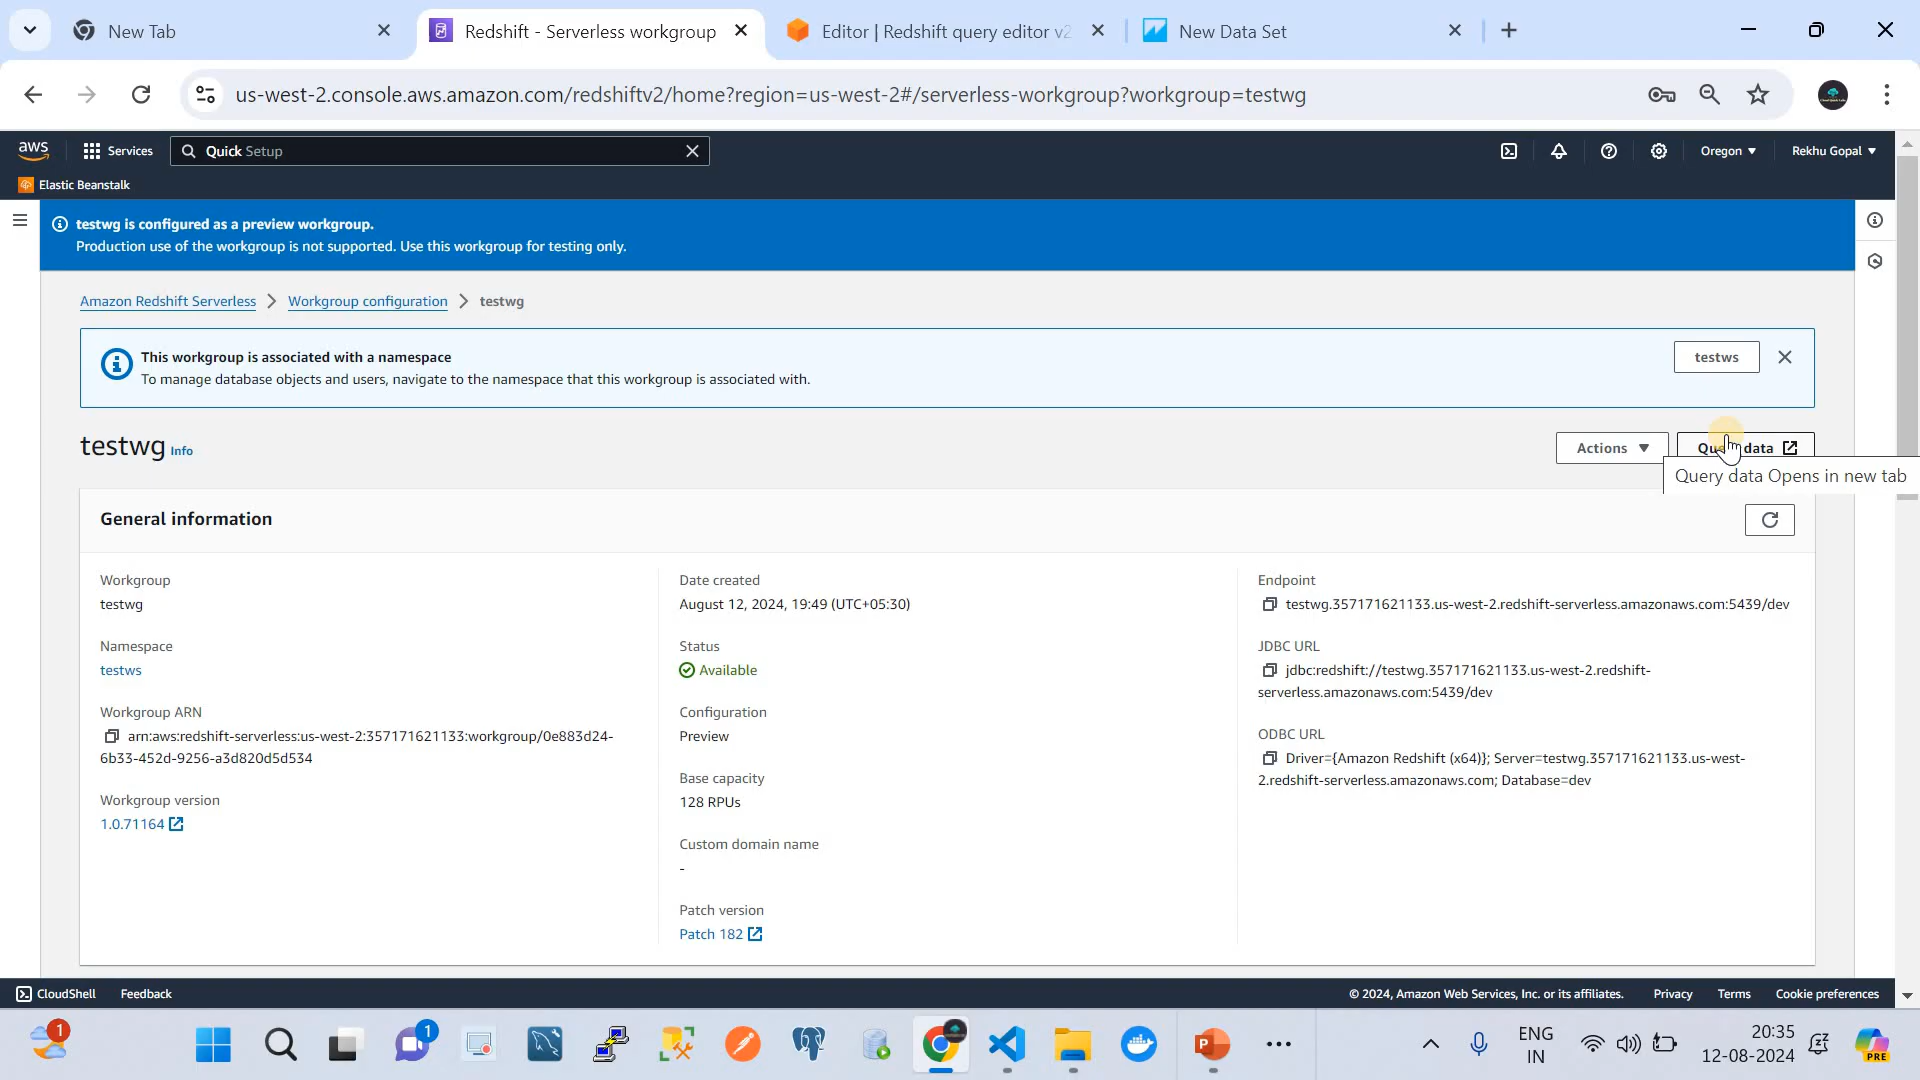 New Tab
Redshift - Serverless workgroup
Editor | Redshift query editor v2
New Data Set
us-west-2.console.aws.amazon.com/redshiftv2/home?region=us-west-2#/serverless-workgroup?workgroup=testwg
aws
Services
Quick Setup
Oregon
Rekhu Gopal
Elastic Beanstalk
testwg is configured as a preview workgroup.
Production use of the workgroup is not supported. Use this workgroup for testing only.
Amazon Redshift Serverless
Workgroup configuration
testwg
This workgroup is associated with a namespace
To manage database objects and users, navigate to the namespace that this workgroup is associated with.
testws
testwg Info
Actions
Query data
Query data Opens in new tab
General information
Workgroup
testwg
Namespace
testws
Workgroup ARN
arn:aws:redshift-serverless:us-west-2:357171621133:workgroup/0e883d24-
6b33-452d-9256-a3d820d5d534
Workgroup version
1.0.71164
Date created
August 12, 2024, 19:49 (UTC+05:30)
Status
Available
Configuration
Preview
Base capacity
128 RPUs
Custom domain name
-
Patch version
Patch 182
Endpoint
testwg.357171621133.us-west-2.redshift-serverless.amazonaws.com:5439/dev
JDBC URL
jdbc:redshift://testwg.357171621133.us-west-2.redshift-
serverless.amazonaws.com:5439/dev
ODBC URL
Driver={Amazon Redshift (x64)}; Server=testwg.357171621133.us-west-
2.redshift-serverless.amazonaws.com; Database=dev
CloudShell
Feedback
© 2024, Amazon Web Services, Inc. or its affiliates.
Privacy
Terms
Cookie preferences
1
1
ENG
IN
20:35
12-08-2024
PRE